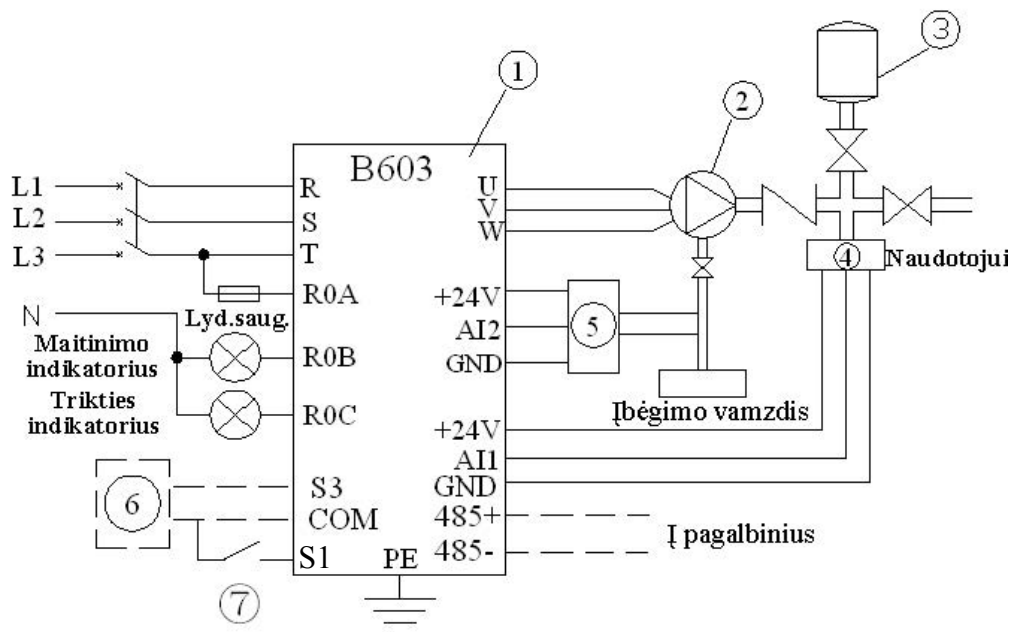 ③
①
②
B603
L1
R
U
L2
S
V
W
L3
T
④
Naudotojui
R0A
+24V
N
Lyd.saug.
⑤
AI2
Maitinimo
indikatorius
R0B
GND
Trikties
indikatorius
R0C
Įbėgimo vamzdis
+24V
AI1
⑥
S3
GND
COM
485+
Į pagalbinius
S1
PE
485-
⑦